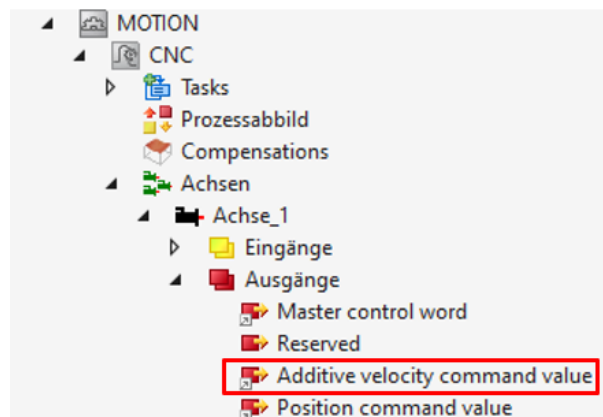 MOTION
CNC
Tasks
Prozessabbild
Compensations
Achsen
Achse_1
Eingänge
Ausgänge
Master control word
Reserved
Additive velocity command value
Position command value